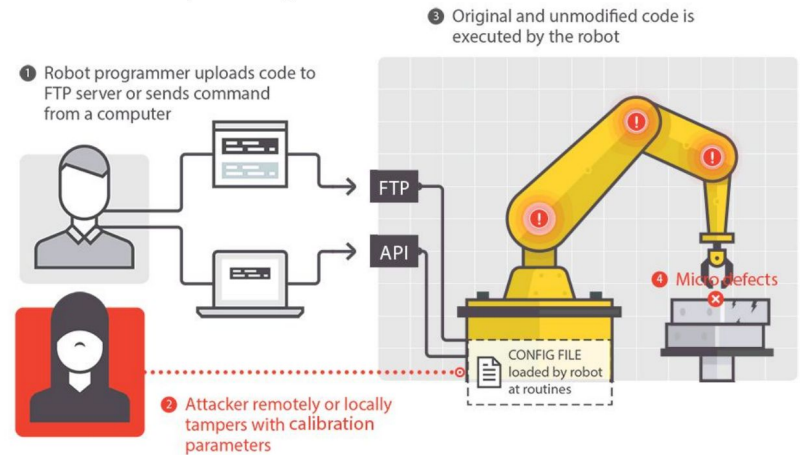 3 Original and unmodified code is
executed by the robot
1 Robot programmer uploads code to
FTP server or sends command
from a computer
FTP
API
4 Micro defects
CONFIG FILE
loaded by robot
at routines
2 Attacker remotely or locally
tampers with calibration
parameters